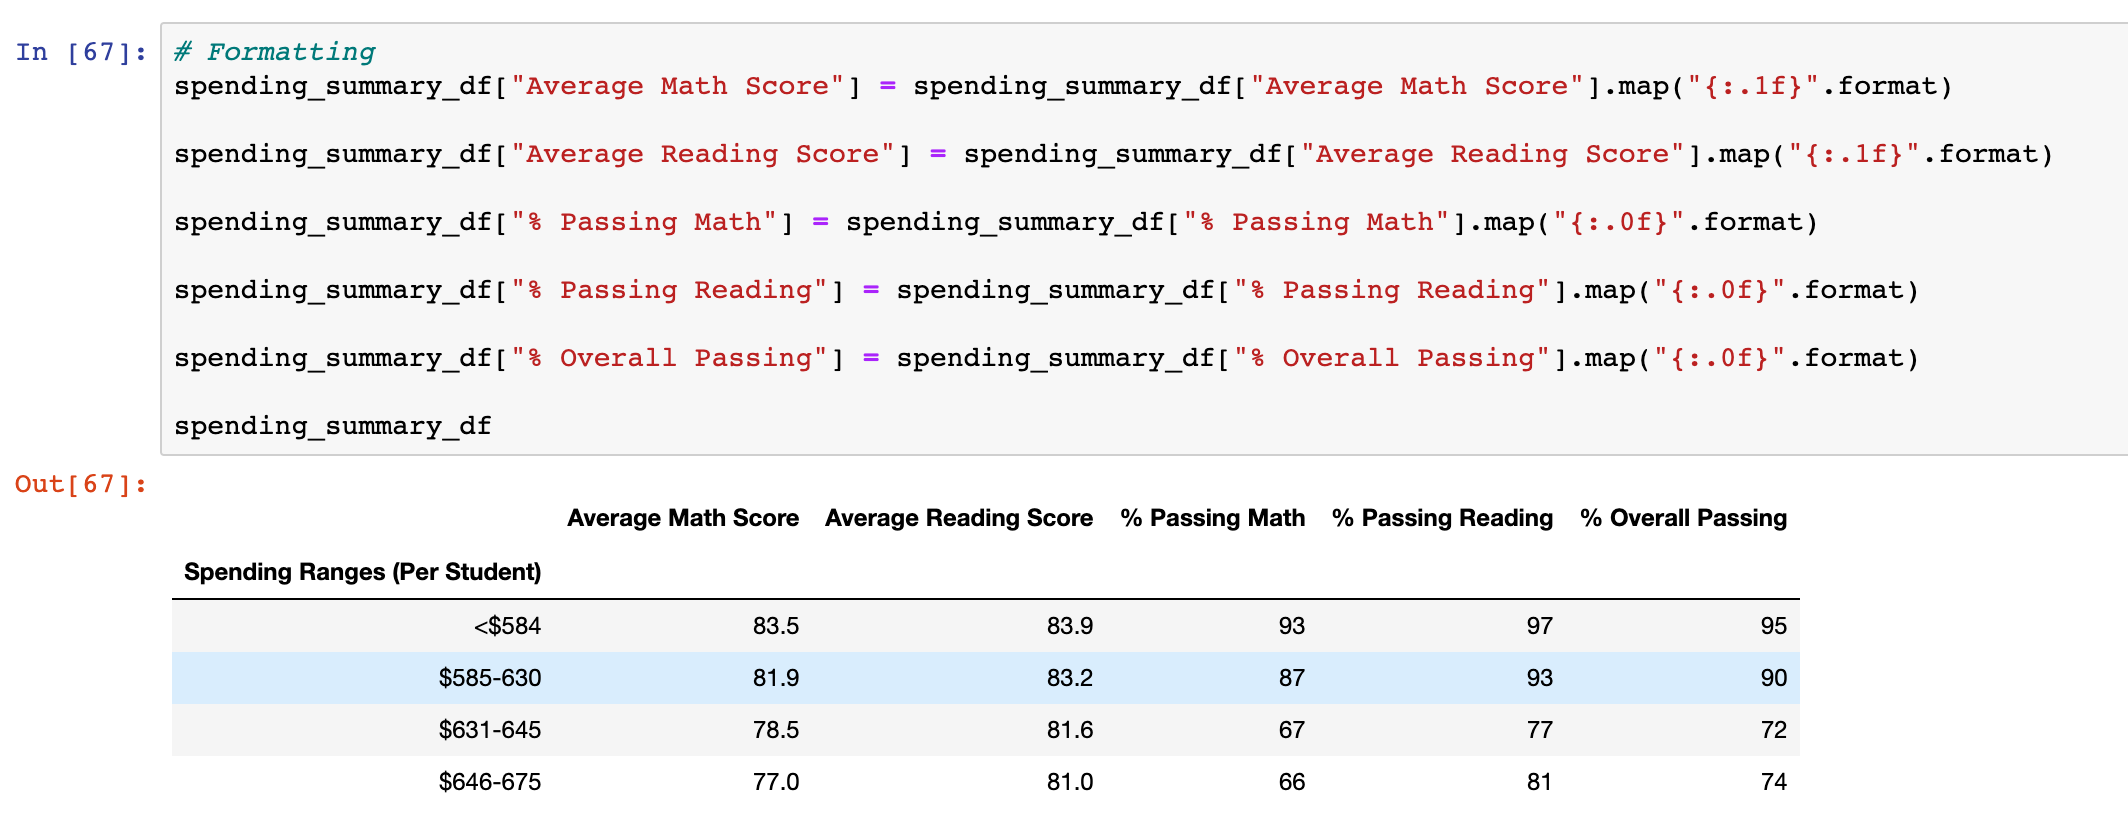 In [67]: # Formatting
spending_summary_df["Average Math Score"] = spending_summary_df["Average Math Score"].map("{:.1f}".format)
spending_summary_df["Average Reading Score"] = spending_summary_df["Average Reading Score"].map("{:.1f}".format)
spending_summary_df["% Passing Math"] = spending_summary_df["% Passing Math"].map("{:.0f}".format)
spending_summary_df["% Passing Reading"] = spending_summary_df["% Passing Reading"].map("{:.0f}".format)
spending_summary_df["% Overall Passing"] = spending_summary_df["% Overall Passing"].map("{:.0f}".format)
spending_summary_df
Out[67]:
Average Math Score Average Reading Score % Passing Math % Passing Reading % Overall Passing
Spending Ranges (Per Student)
<$584 83.5 83.9 93 97 95
$585-630 81.9 83.2 87 93 90
$631-645 78.5 81.6 67 77 72
$646-675 77.0 81.0 66 81 74